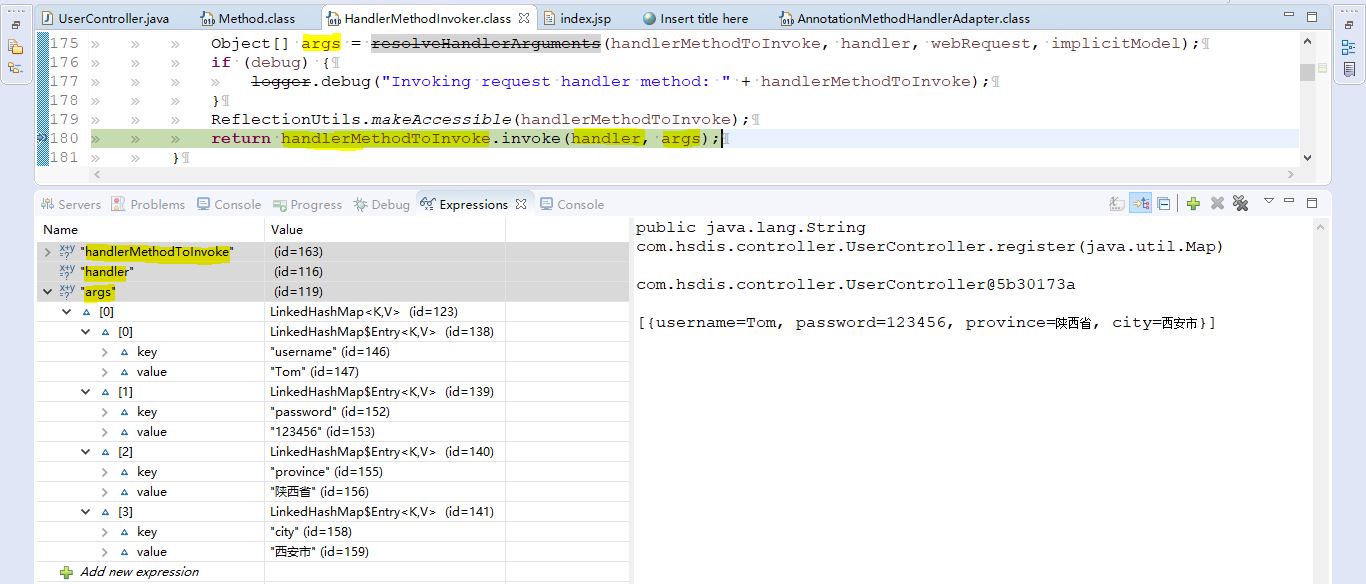 UserController.java Method.class HandlerMethodInvoker.class index.jsp Insert title here AnnotationMethodHandlerAdapter.class
175 » » » Object[] args = resolveHandlerArguments(handlerMethodToInvoke, handler, webRequest, implicitModel);¶
176 » » » if (debug) {¶
177 » » » » logger.debug("Invoking request handler method: " + handlerMethodToInvoke);¶
178 » » » }¶
179 » » » ReflectionUtils.makeAccessible(handlerMethodToInvoke);¶
180 » » » return handlerMethodToInvoke.invoke(handler, args);¶
181 » » }¶
Servers Problems Console Progress Debug Expressions Console
Name Value
"handlerMethodToInvoke" (id=163)
"handler" (id=116)
"args" (id=119)
[0] LinkedHashMap<K,V> (id=123)
[0] LinkedHashMap$Entry<K,V> (id=138)
key "username" (id=146)
value "Tom" (id=147)
[1] LinkedHashMap$Entry<K,V> (id=139)
key "password" (id=152)
value "123456" (id=153)
[2] LinkedHashMap$Entry<K,V> (id=140)
key "province" (id=155)
value "陕西省" (id=156)
[3] LinkedHashMap$Entry<K,V> (id=141)
key "city" (id=158)
value "西安市" (id=159)
Add new expression
public java.lang.String
com.hsdis.controller.UserController.register(java.util.Map)
com.hsdis.controller.UserController@5b30173a
[{username=Tom, password=123456, province=陕西省, city=西安市}]